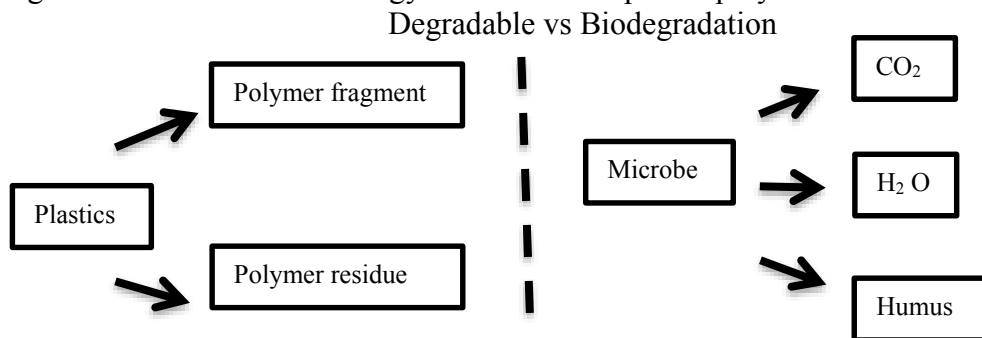 Degradable vs Biodegradation
CO₂
Polymer fragment
Microbe
H₂ O
Plastics
Polymer residue
Humus